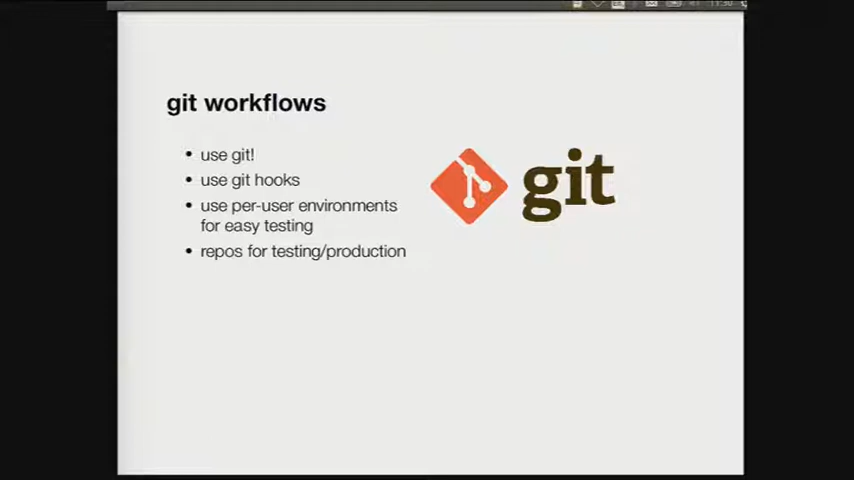 git workflows
• use git!
• use git hooks
• use per-user environments
for easy testing
• repos for testing/production
git